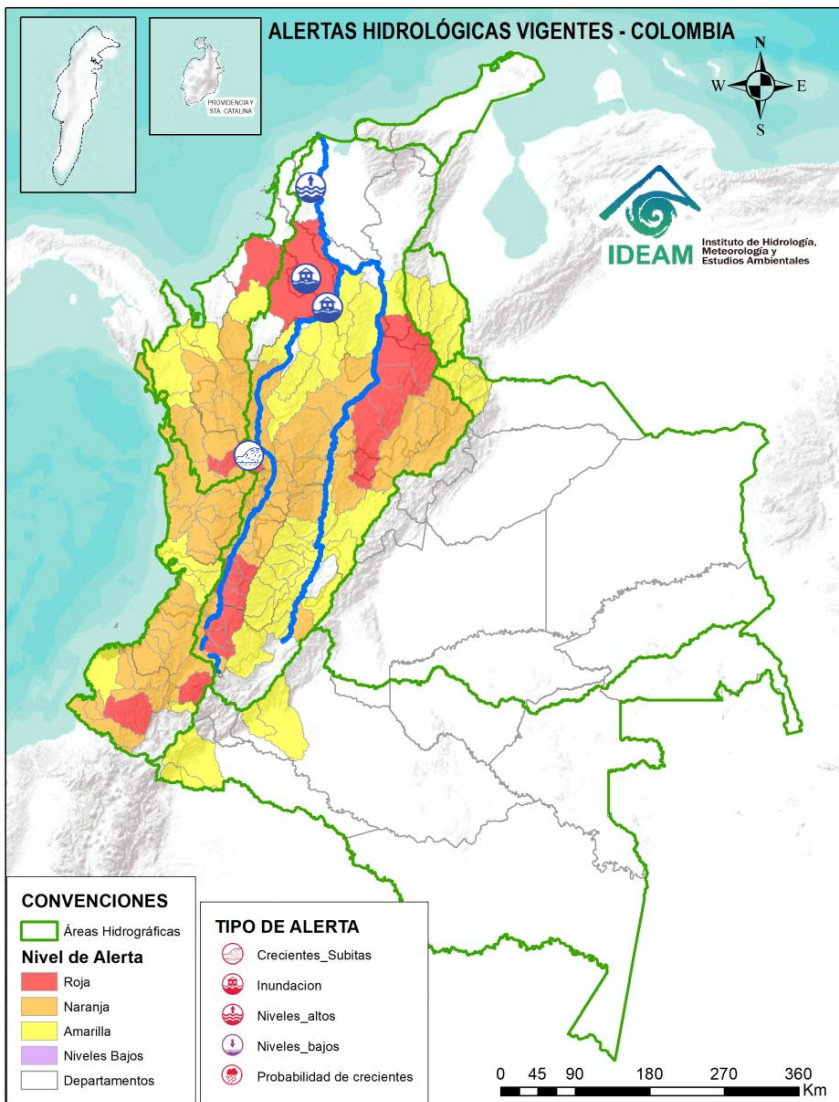 ALERTAS HIDROLÓGICAS VIGENTES - COLOMBIA
PROVIDENCIA Y
STA. CATALINA
N
W
E
S
IDEAM
Instituto de Hidrología,
Meteorología y
Estudios Ambientales
CONVENCIONES
Áreas Hidrográficas
Nivel de Alerta
Roja
Naranja
Amarilla
Niveles Bajos
Departamentos
TIPO DE ALERTA
Crecientes_Subitas
Inundacion
Niveles_altos
Niveles_bajos
Probabilidad de crecientes
0 45 90 180 270 360
Km